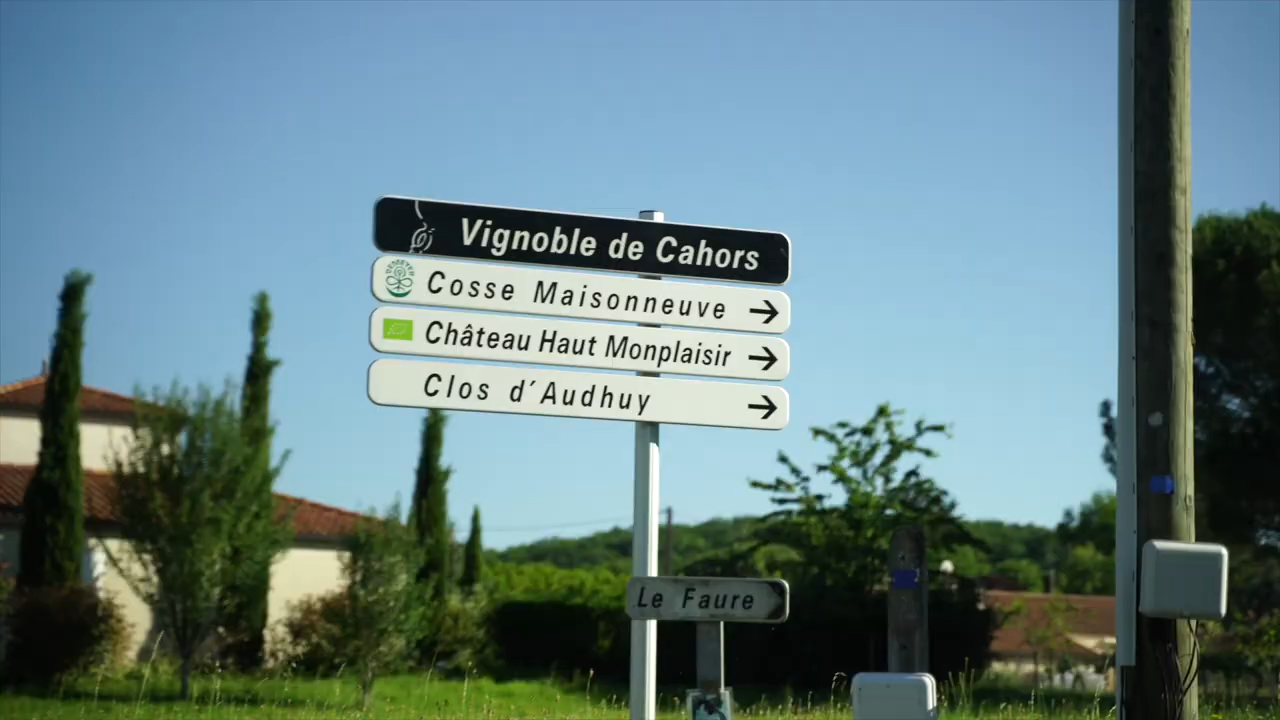 Vignoble de Cahors
Cosse Maisonneuve
Château Haut Monplaisir
Clos d'Audhuy
Le Faure